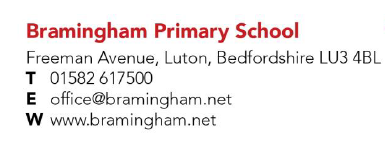 Bramingham Primary School
Freeman Avenue, Luton, Bedfordshire LU3 4BL
T 01582 617500
E office@bramingham.net
W www.bramingham.net